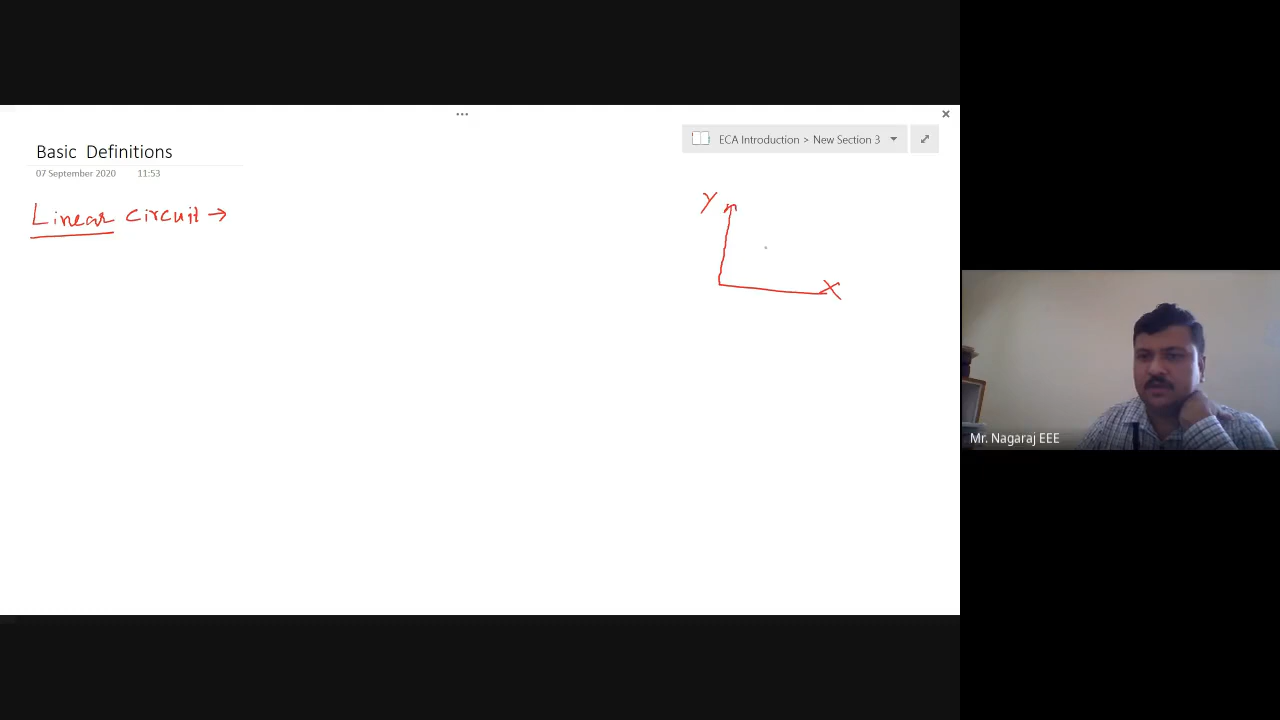 ECA Introduction > New Section 3
Basic Definitions
07 September 2020 11:53
Linear circuit →
Y
X
Mr. Nagaraj EEE